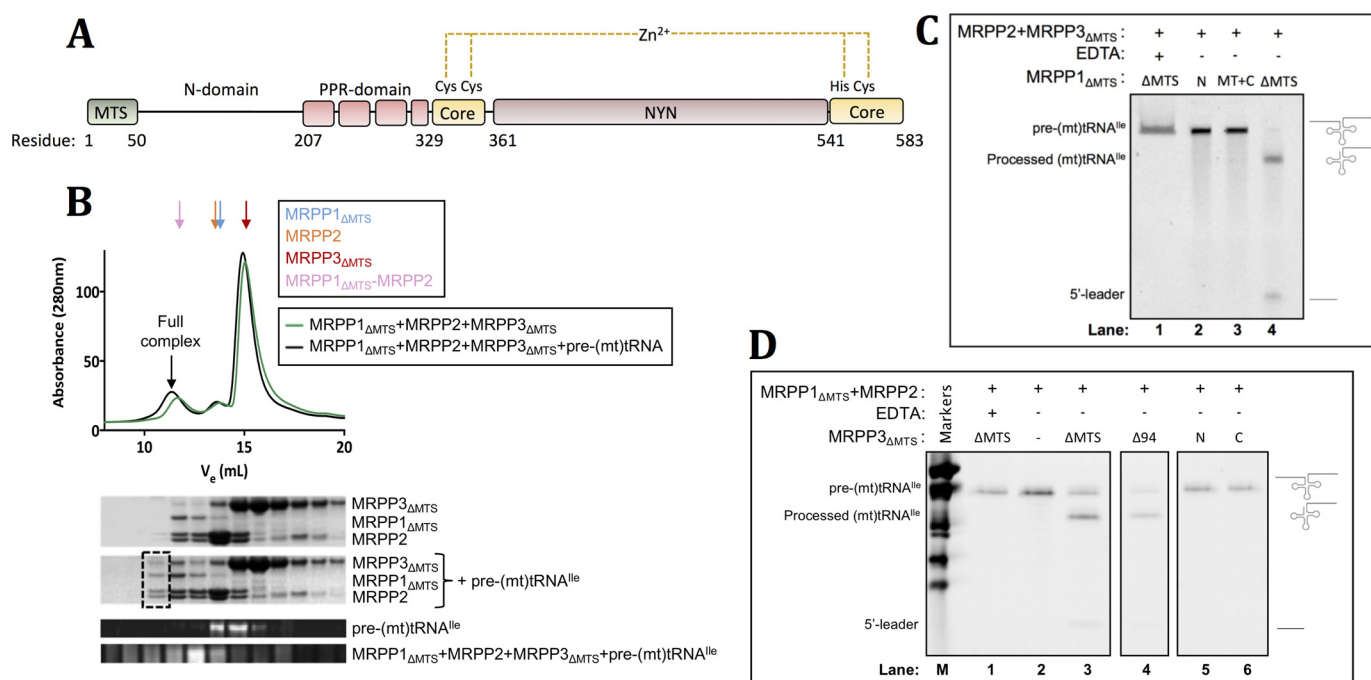 A
Zn²⁺
Cys Cys
His Cys
N-domain
PPR-domain
MTS
Core
NYN
Core
Residue: 1 50 207 329 361 541 583
B
MRPP1ΔMTS
MRPP2
MRPP3ΔMTS
MRPP1ΔMTS-MRPP2
MRPP1ΔMTS+MRPP2+MRPP3ΔMTS
MRPP1ΔMTS+MRPP2+MRPP3ΔMTS+pre-(mt)tRNA
Full
complex
Absorbance (280nm)
100
50
0
10 15 20
Ve (mL)
MRPP3ΔMTS
MRPP1ΔMTS
MRPP2
MRPP3ΔMTS
MRPP1ΔMTS
MRPP2
+ pre-(mt)tRNAIle
pre-(mt)tRNAIle
MRPP1ΔMTS+MRPP2+MRPP3ΔMTS+pre-(mt)tRNAIle
C
MRPP2+MRPP3ΔMTS: + + + +
EDTA: + - - -
MRPP1ΔMTS: ΔMTS N MT+C ΔMTS
pre-(mt)tRNAIle
Processed (mt)tRNAIle
5'-leader
Lane: 1 2 3 4
D
MRPP1ΔMTS+MRPP2: + + + + + +
EDTA: + - - - - -
MRPP3ΔMTS: ΔMTS - ΔMTS Δ94 N C
Markers
pre-(mt)tRNAIle
Processed (mt)tRNAIle
5'-leader
Lane: M 1 2 3 4 5 6